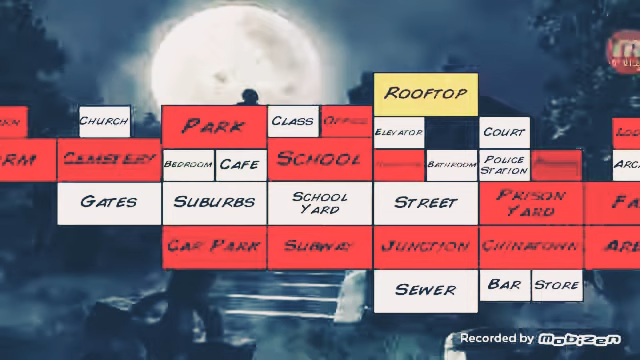 Rooftop
Church
Park
Class
Office
Elevator
Court
Cemetery
Bedroom
Cafe
School
Bathroom
Police
Station
Gates
Suburbs
School
Yard
Street
Prison
Yard
Car Park
Subway
Junction
Chinatown
Sewer
Bar
Store
Recorded by mobizen